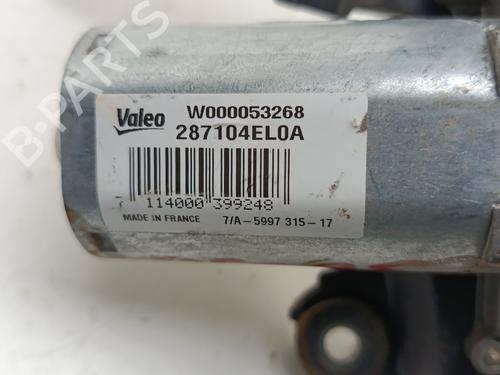 Valeo
W000053268
287104EL0A
114000 399248
MADE IN FRANCE 7/A-5997 315-17
B-Parts